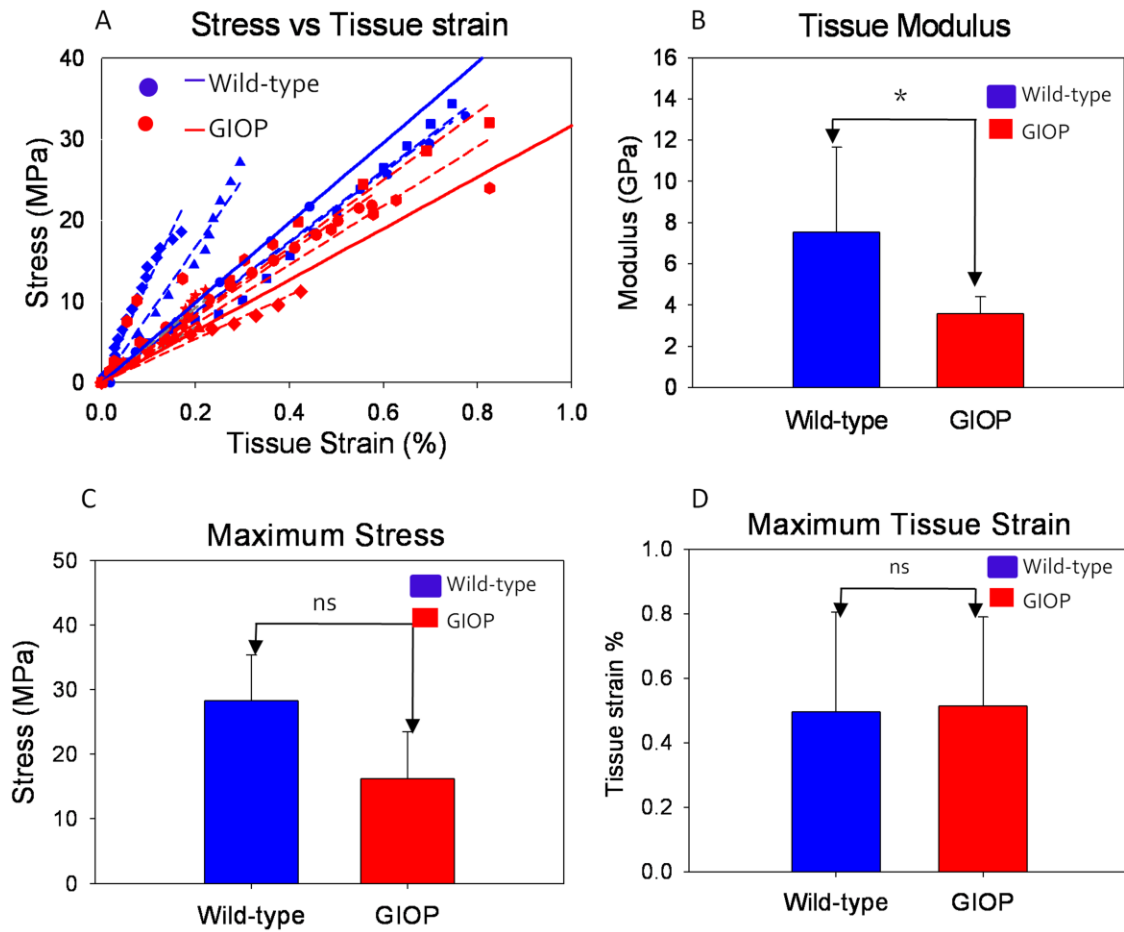 A
Stress vs Tissue strain
Wild-type
GIOP
Stress (MPa)
40
30
20
10
0
0.0 0.2 0.4 0.6 0.8 1.0
Tissue Strain (%)
B
Tissue Modulus
Wild-type
GIOP
*
Modulus (GPa)
16
14
12
10
8
6
4
2
0
Wild-type GIOP
C
Maximum Stress
Wild-type
GIOP
ns
Stress (MPa)
50
40
30
20
10
0
Wild-type GIOP
D
Maximum Tissue Strain
Wild-type
GIOP
ns
Tissue strain %
1.0
0.8
0.6
0.4
0.2
0.0
Wild-type GIOP